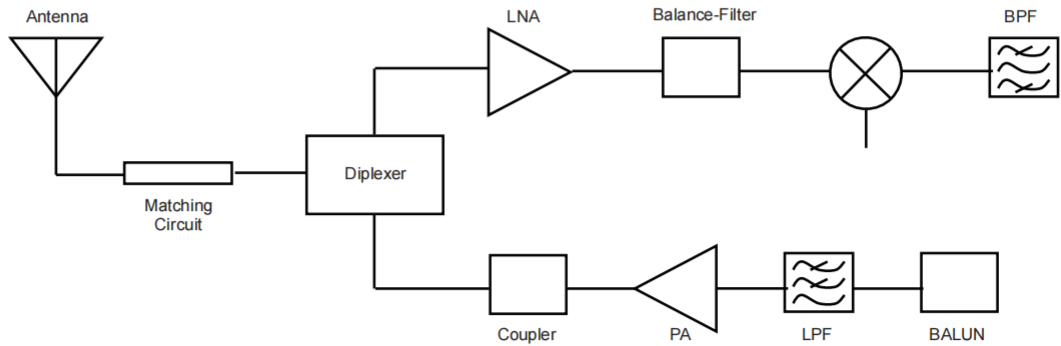 Antenna
LNA
Balance-Filter
BPF
Diplexer
Matching
Circuit
Coupler
PA
LPF
BALUN